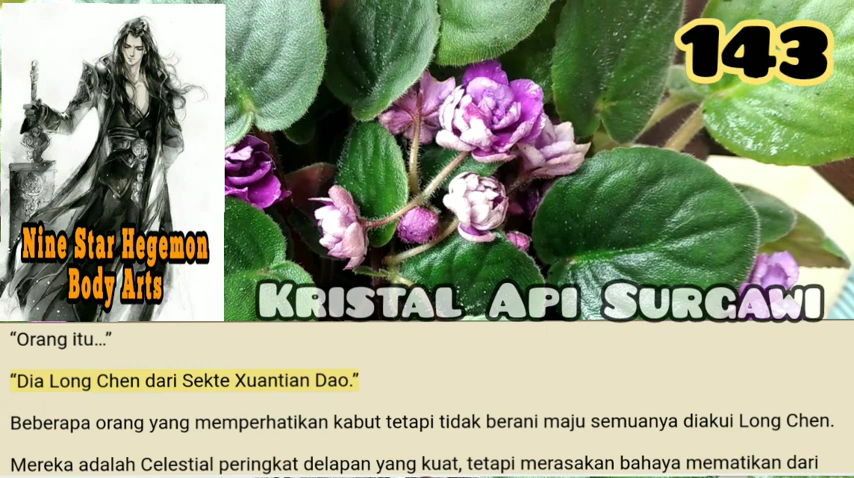 143
Nine Star Hegemon
Body Arts
Kristal Api Surgawi
“Orang itu…”
“Dia Long Chen dari Sekte Xuantian Dao.”
Beberapa orang yang memperhatikan kabut tetapi tidak berani maju semuanya diakui Long Chen.
Mereka adalah Celestial peringkat delapan yang kuat, tetapi merasakan bahaya mematikan dari